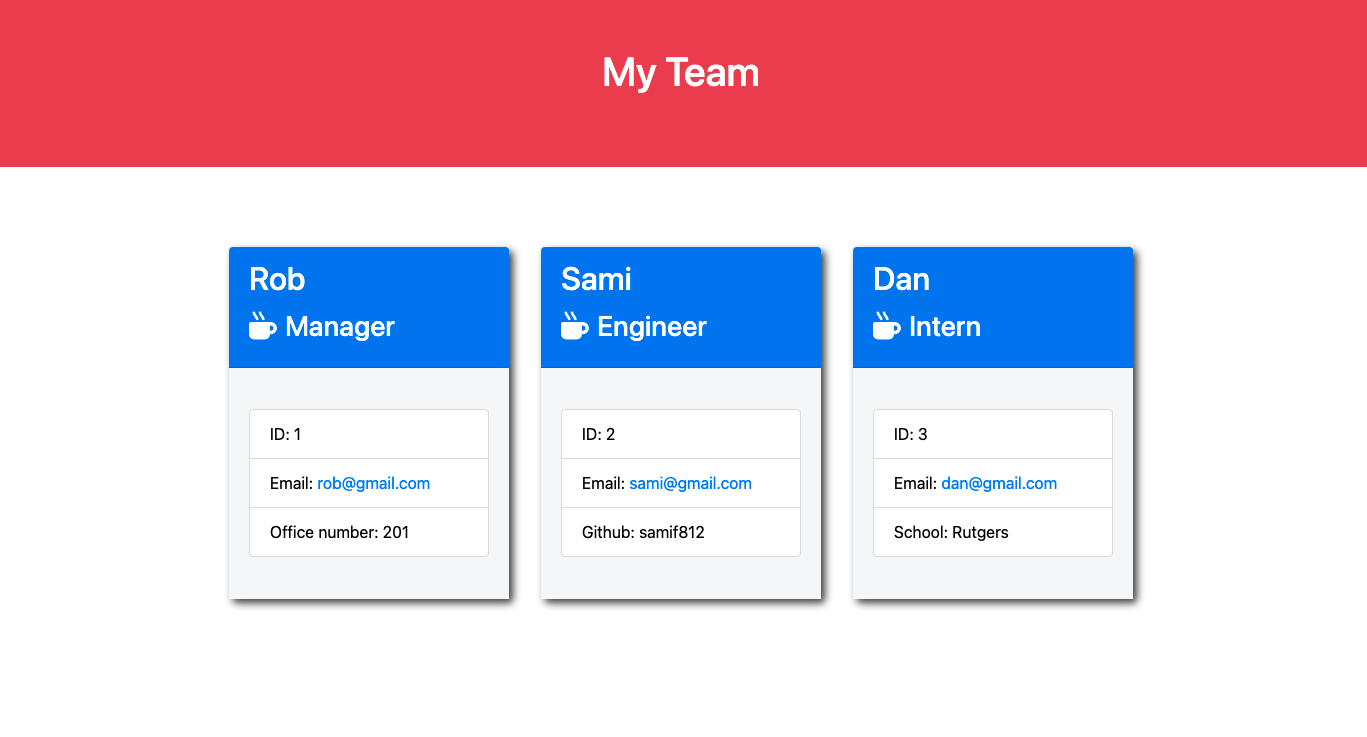 My Team
Rob
Manager
ID: 1
Email: rob@gmail.com
Office number: 201
Sami
Engineer
ID: 2
Email: sami@gmail.com
Github: samif812
Dan
Intern
ID: 3
Email: dan@gmail.com
School: Rutgers